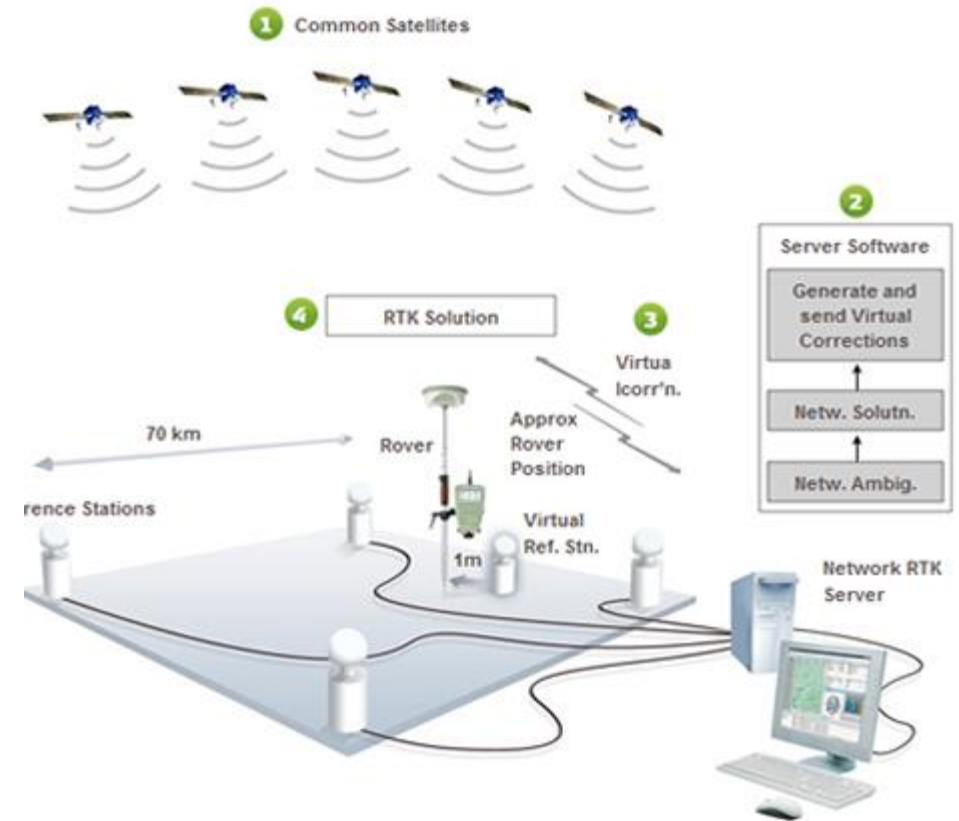 1 Common Satellites
2
Server Software
Generate and
send Virtual
Corrections
Netw. Solutn.
Netw. Ambig.
4 RTK Solution
3
Virtua
lcorr'n.
Approx
Rover
Position
70 km
Rover
rence Stations
Virtual
Ref. Stn.
1m
Network RTK
Server